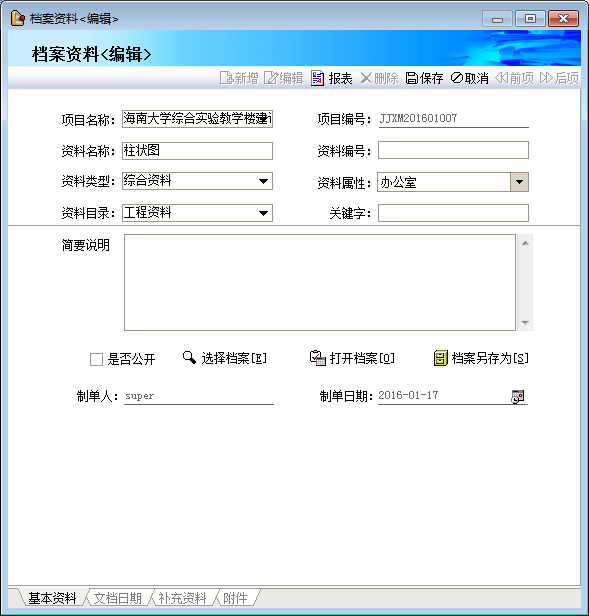 档案资料<编辑>
档案资料<编辑>
新增 编辑 报表 删除 保存 取消 前项 后项
项目名称: 海南大学综合实验教学楼 项目编号: JJXM201601007
资料名称: 柱状图 资料编号:
资料类型: 综合资料 资料属性: 办公室
资料目录: 工程资料 关键字:
简要说明
是否公开 选择档案[E] 打开档案[O] 档案另存为[S]
制单人: super 制单日期: 2016-01-17
基本资料 文档日期 补充资料 附件